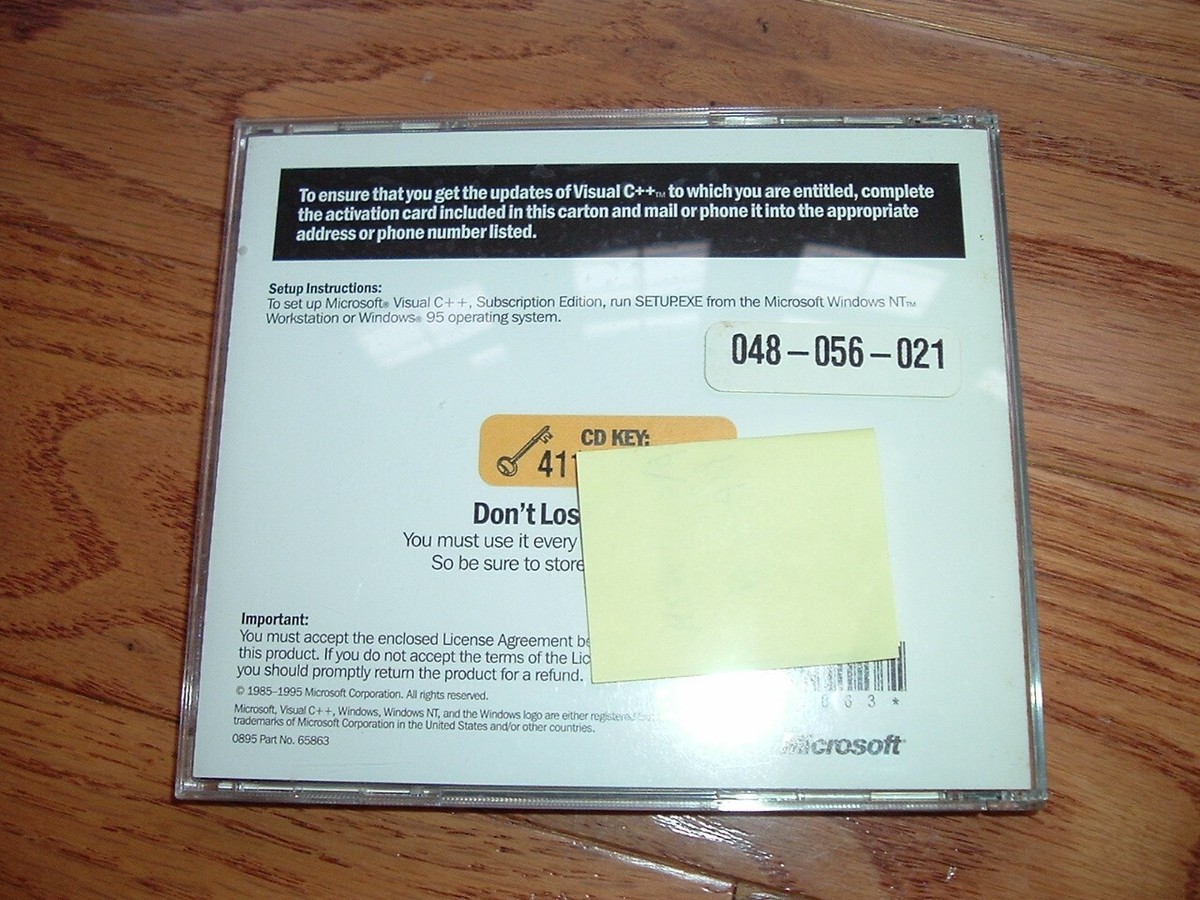 To ensure that you get the updates of Visual C++™ to which you are entitled, complete
the activation card included in this carton and mail or phone it into the appropriate
address or phone number listed.
Setup Instructions:
To set up Microsoft® Visual C++, Subscription Edition, run SETUP.EXE from the Microsoft Windows NT™
Workstation or Windows® 95 operating system.
048-056-021
CD KEY:
411
Don't Los
You must use it every
So be sure to store
Important:
You must accept the enclosed License Agreement be
this product. If you do not accept the terms of the Lic
you should promptly return the product for a refund.
© 1985-1995 Microsoft Corporation. All rights reserved.
Microsoft, Visual C++, Windows, Windows NT, and the Windows logo are either registered
trademarks of Microsoft Corporation in the United States and/or other countries.
0895 Part No. 65863
0 6 3 *
Microsoft